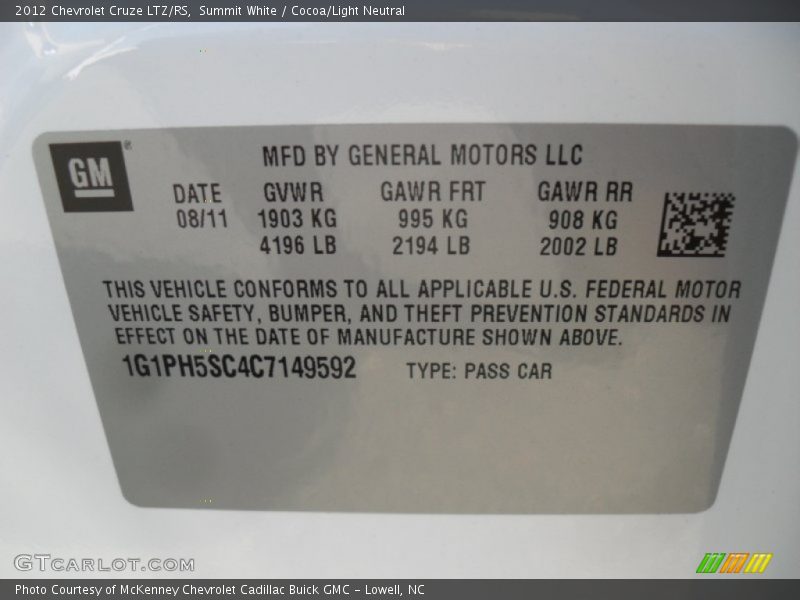 2012 Chevrolet Cruze LTZ/RS, Summit White / Cocoa/Light Neutral
GM®
MFD BY GENERAL MOTORS LLC
DATE GVWR GAWR FRT GAWR RR
08/11 1903 KG 995 KG 908 KG
4196 LB 2194 LB 2002 LB
THIS VEHICLE CONFORMS TO ALL APPLICABLE U.S. FEDERAL MOTOR
VEHICLE SAFETY, BUMPER, AND THEFT PREVENTION STANDARDS IN
EFFECT ON THE DATE OF MANUFACTURE SHOWN ABOVE.
1G1PH5SC4C7149592 TYPE: PASS CAR
GTCARLOT.COM
Photo Courtesy of McKenney Chevrolet Cadillac Buick GMC - Lowell, NC